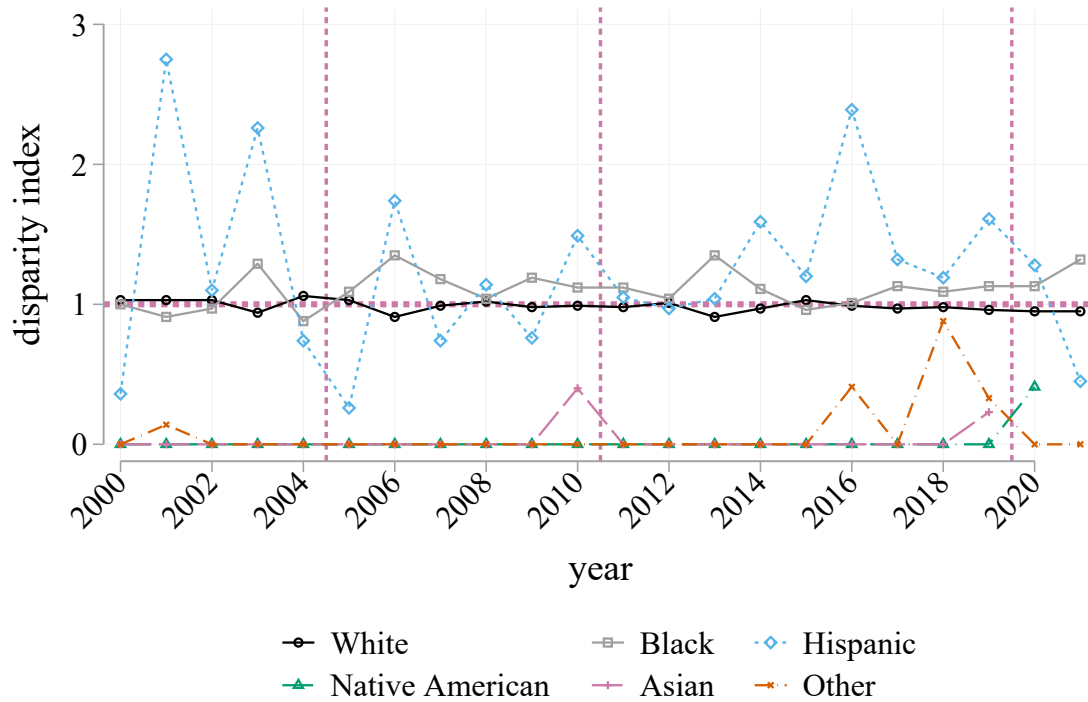 3
2
1
0
disparity index
2000 2002 2004 2006 2008 2010 2012 2014 2016 2018 2020
year
White Black Hispanic
Native American Asian Other